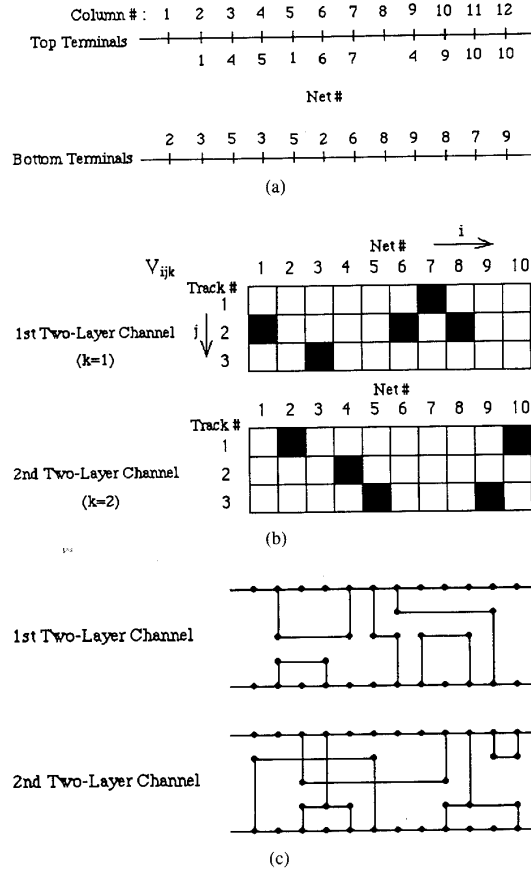 Column # : 1 2 3 4 5 6 7 8 9 10 11 12
Top Terminals
1 4 5 1 6 7 4 9 10 10
Net #
2 3 5 3 5 2 6 8 9 8 7 9
Bottom Terminals
(a)
i
Net #
Vijk 1 2 3 4 5 6 7 8 9 10
Track #
1
1st Two-Layer Channel j 2
(k=1)
3
Net #
1 2 3 4 5 6 7 8 9 10
Track #
1
2nd Two-Layer Channel 2
(k=2) 3
(b)
1st Two-Layer Channel
2nd Two-Layer Channel
(c)